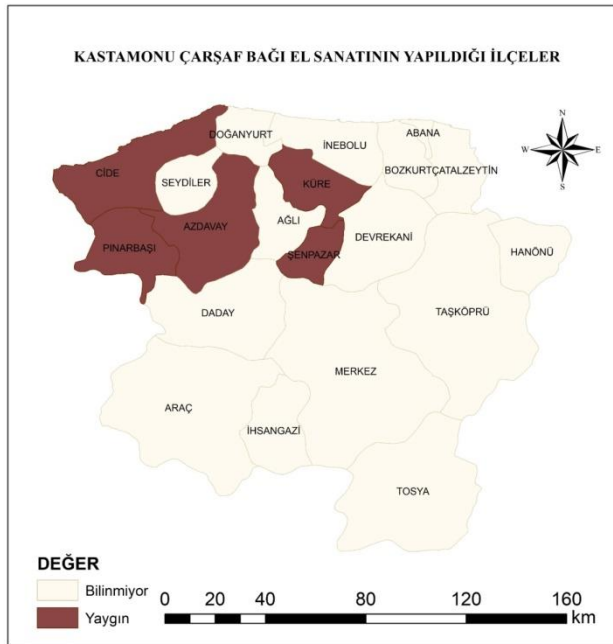 KASTAMONU ÇARŞAF BAĞI EL SANATININ YAPILDIĞI İLÇELER
N
W E
S
DOĞANYURT
İNEBOLU
ABANA
BOZKURT
ÇATALZEYTİN
CİDE
SEYDİLER
KÜRE
AZDAVAY
AĞLI
PINARBAŞI
ŞENPAZAR
DEVREKANİ
HANÖNÜ
DADAY
TAŞKÖPRÜ
MERKEZ
ARAÇ
İHSANGAZİ
TOSYA
DEĞER
Bilinmiyor
Yaygın
0 20 40 80 120 160
km